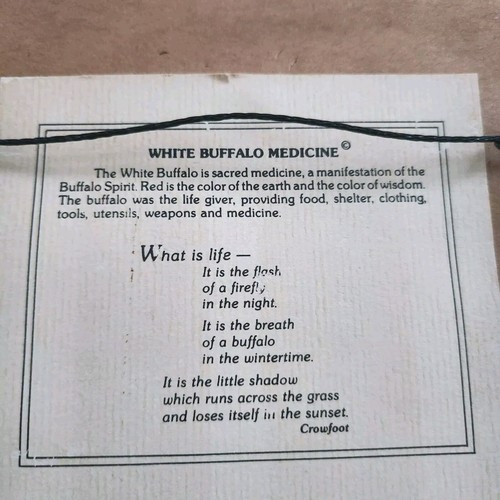 WHITE BUFFALO MEDICINE©
The White Buffalo is sacred medicine, a manifestation of the
Buffalo Spirit. Red is the color of the earth and the color of wisdom.
The buffalo was the life giver, providing food, shelter, clothing,
tools, utensils, weapons and medicine.
What is life —
It is the flash
of a firefly
in the night.
It is the breath
of a buffalo
in the wintertime.
It is the little shadow
which runs across the grass
and loses itself in the sunset.
Crowfoot